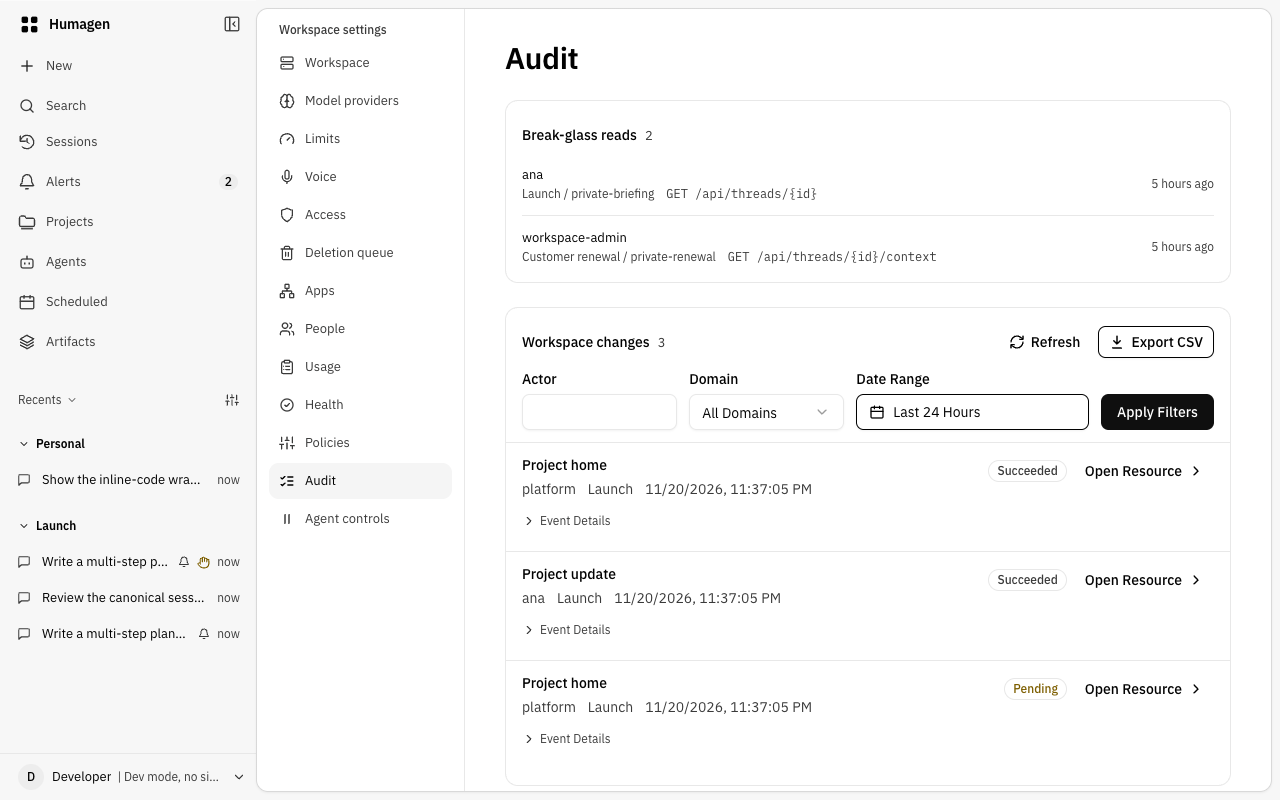 Humagen
New
Search
Sessions
Alerts 2
Projects
Agents
Scheduled
Artifacts
Recents
Personal
Show the inline-code wra... now
Launch
Write a multi-step p... now
Review the canonical sess... now
Write a multi-step plan... now
D Developer | Dev mode, no si...
Workspace settings
Workspace
Model providers
Limits
Voice
Access
Deletion queue
Apps
People
Usage
Health
Policies
Audit
Agent controls
Audit
Break-glass reads 2
ana
Launch / private-briefing GET /api/threads/{id}
5 hours ago
workspace-admin
Customer renewal / private-renewal GET /api/threads/{id}/context
5 hours ago
Workspace changes 3
Refresh
Export CSV
Actor
Domain
Date Range
All Domains
Last 24 Hours
Apply Filters
Project home
platform Launch 11/20/2026, 11:37:05 PM
Succeeded
Open Resource
Event Details
Project update
ana Launch 11/20/2026, 11:37:05 PM
Succeeded
Open Resource
Event Details
Project home
platform Launch 11/20/2026, 11:37:05 PM
Pending
Open Resource
Event Details